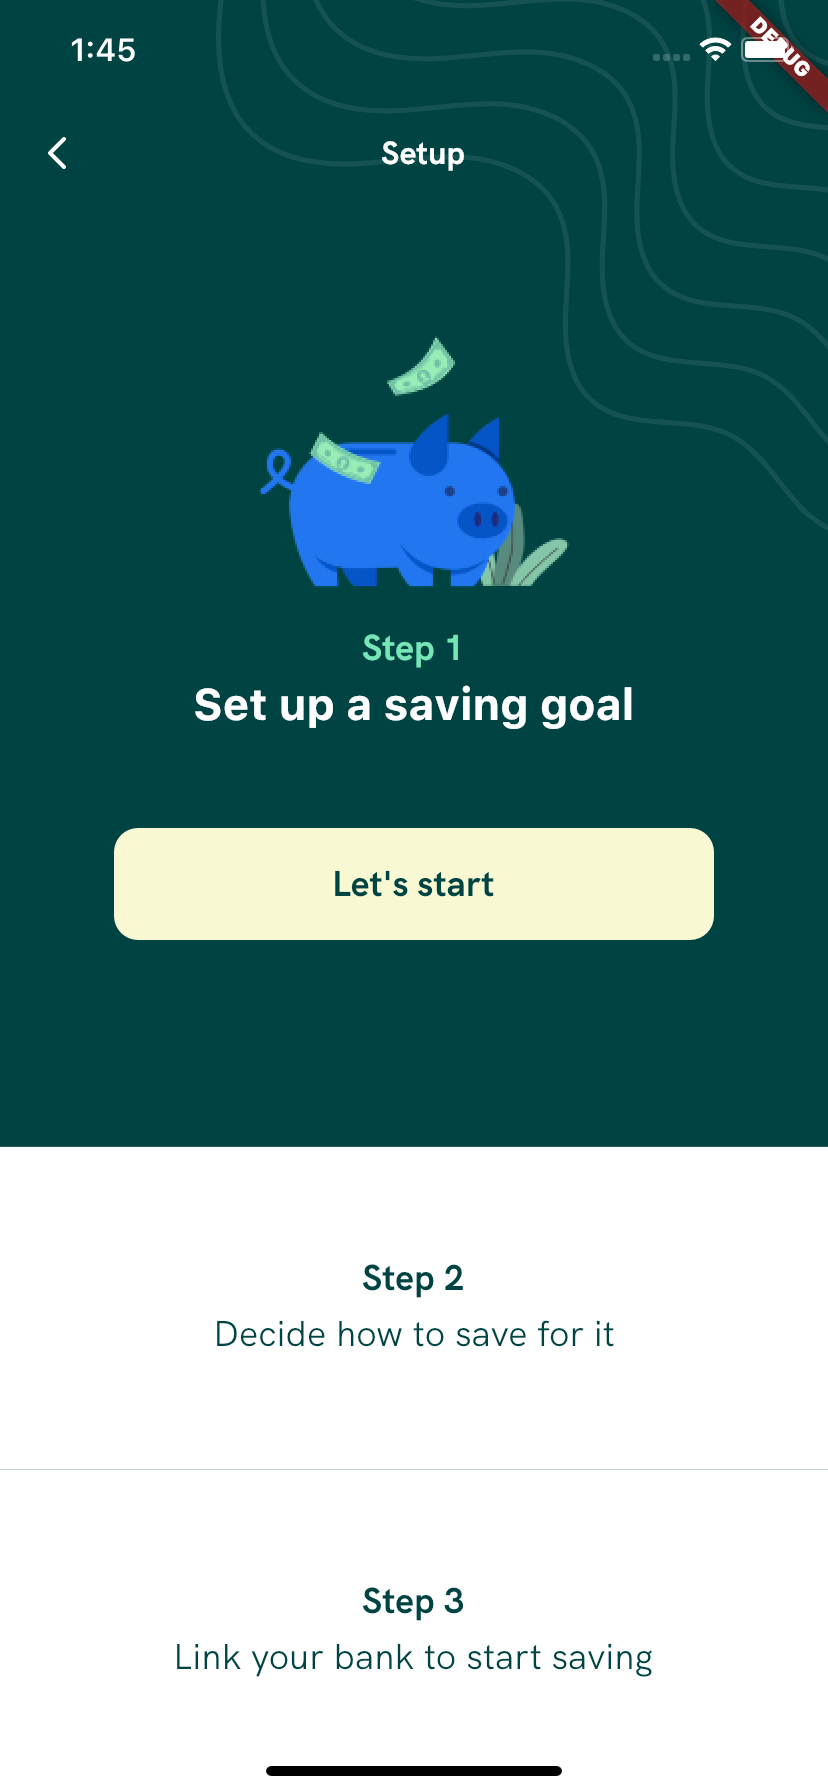 1:45
DEBUG
Setup
Step 1
Set up a saving goal
Let's start
Step 2
Decide how to save for it
Step 3
Link your bank to start saving